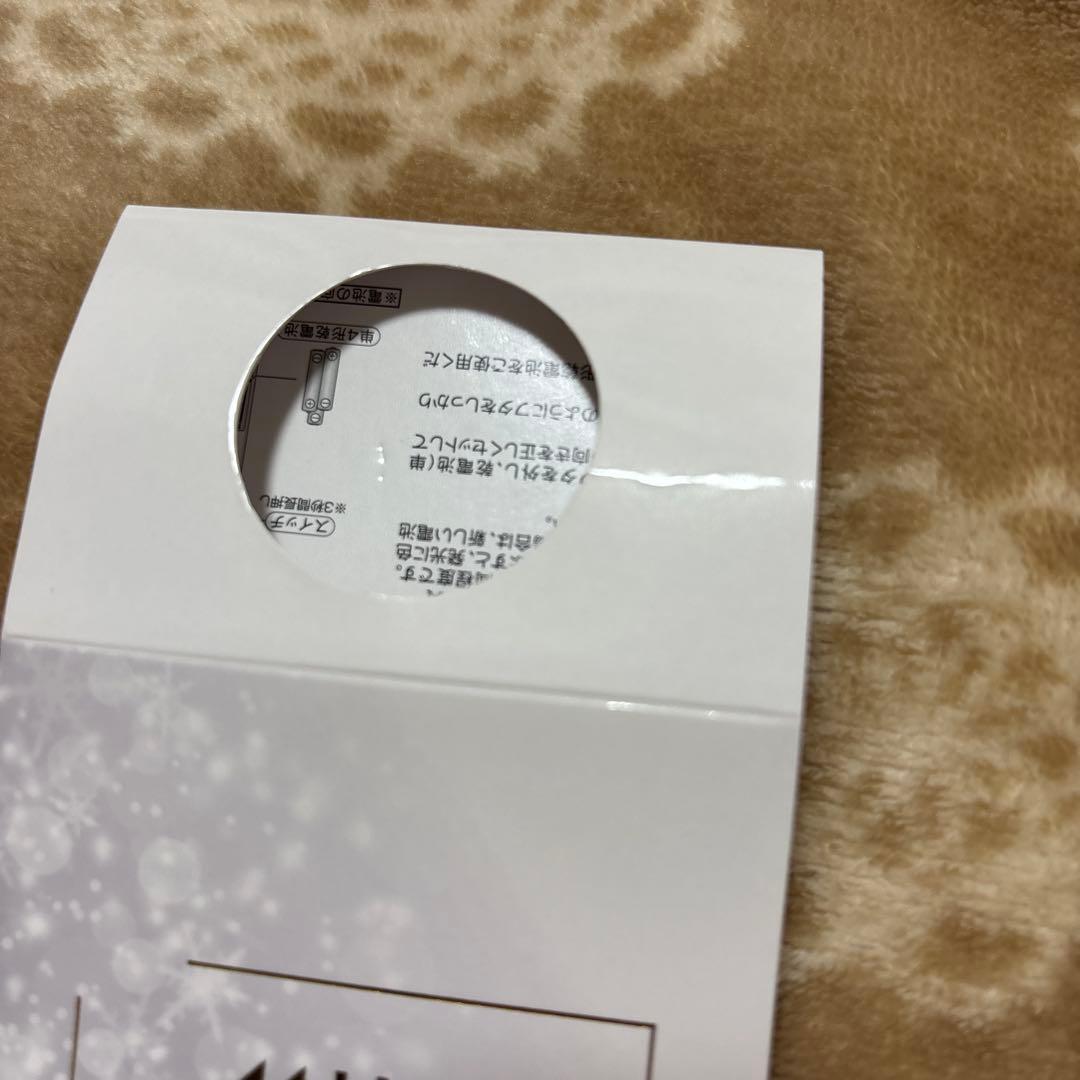 程度です。
すと、発光に色
合は、新しい電池
タを外し、乾電池(単
向きを正しくセットして
のようにフタをしっかり
形乾電池をご使用くだ
スイッチ
※3秒間長押し
単4形乾電池
※電池の向